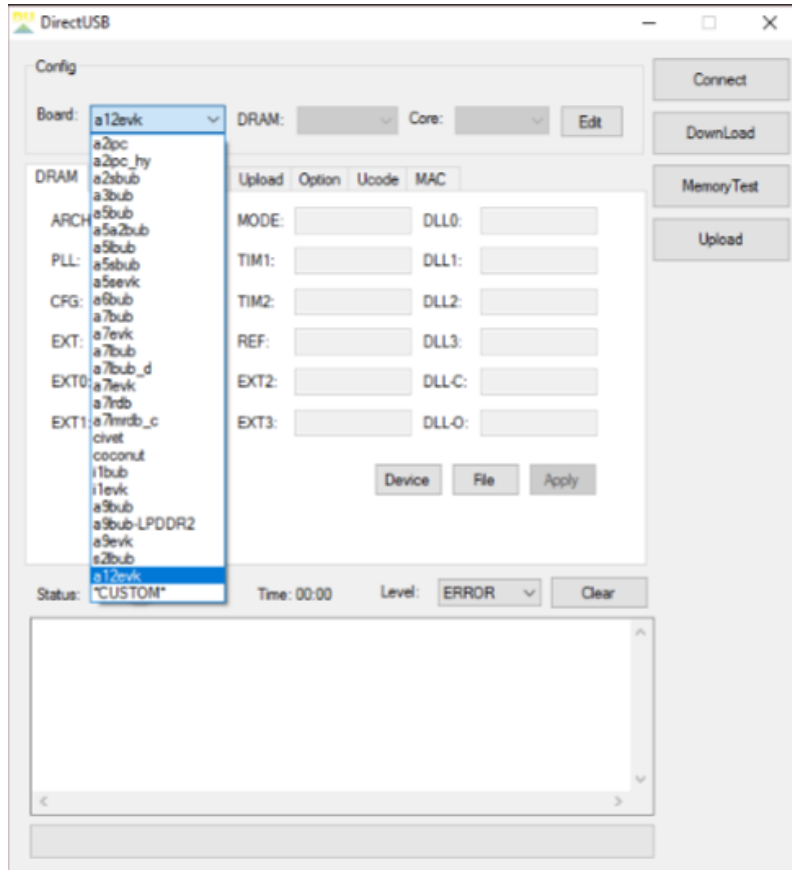 DirectUSB
Config
Board: a12evk DRAM: Core: Edit
Connect
DownLoad
MemoryTest
Upload
a2pc
a2pc_hy
a2sbub
a3bub
a5bub
a5a2bub
a5lbub
a5sbub
a5sevk
a6bub
a7bub
a7evk
a7lbub
a7lbub_d
a7levk
a7lrdb
a7lmrdb_c
civet
coconut
i1bub
i1evk
a9bub
a9bub-LPDDR2
a9evk
s2lbub
a12evk
"CUSTOM"
DRAM Upload Option Ucode MAC
ARCH MODE: DLL0:
PLL: TIM1: DLL1:
CFG: TIM2: DLL2:
EXT: REF: DLL3:
EXT0: EXT2: DLL-C:
EXT1: EXT3: DLL-O:
Device File Apply
Status: Time: 00:00 Level: ERROR Clear